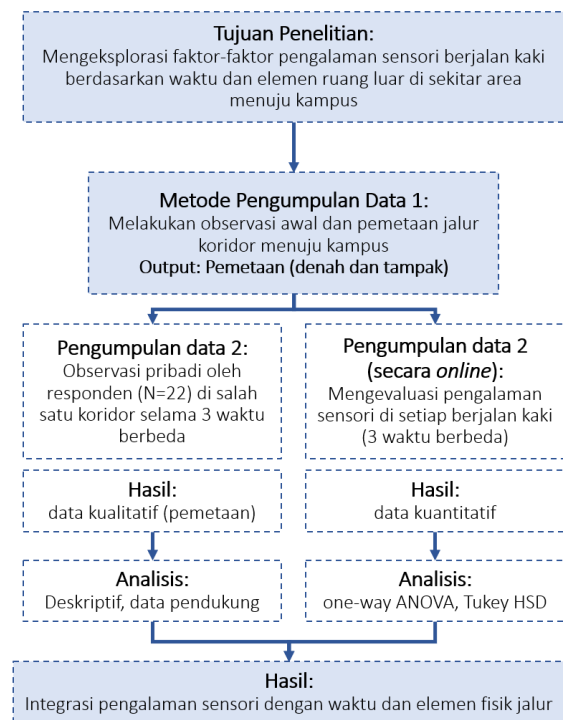 Tujuan Penelitian:
Mengeksplorasi faktor-faktor pengalaman sensori berjalan kaki
berdasarkan waktu dan elemen ruang luar di sekitar area
menuju kampus
Metode Pengumpulan Data 1:
Melakukan observasi awal dan pemetaan jalur
koridor menuju kampus
Output: Pemetaan (denah dan tampak)
Pengumpulan data 2:
Observasi pribadi oleh
responden (N=22) di salah
satu koridor selama 3 waktu
berbeda
Pengumpulan data 2
(secara online):
Mengevaluasi pengalaman
sensori di setiap berjalan kaki
(3 waktu berbeda)
Hasil:
data kualitatif (pemetaan)
Hasil:
data kuantitatif
Analisis:
Deskriptif, data pendukung
Analisis:
one-way ANOVA, Tukey HSD
Hasil:
Integrasi pengalaman sensori dengan waktu dan elemen fisik jalur